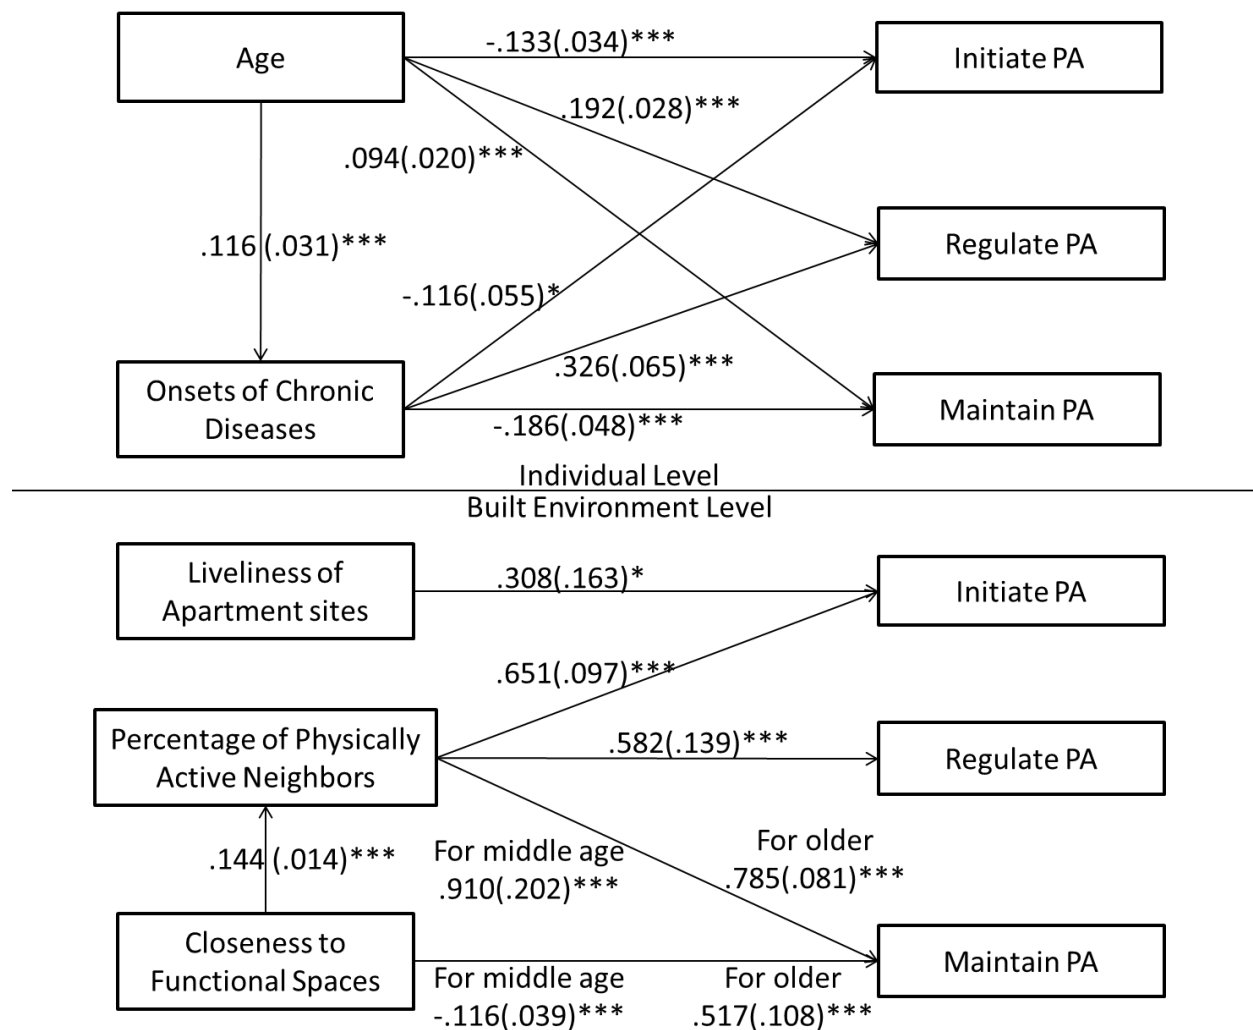 Age
-.133(.034)***
Initiate PA
.192(.028)***
.094(.020)***
.116(.031)***
Regulate PA
-.116(.055)*
.326(.065)***
Onsets of Chronic
Diseases
-.186(.048)***
Maintain PA
Individual Level
Built Environment Level
Liveliness of
Apartment sites
.308(.163)*
Initiate PA
.651(.097)***
Percentage of Physically
Active Neighbors
.582(.139)***
Regulate PA
.144(.014)***
For middle age
.910(.202)***
For older
.785(.081)***
Closeness to
Functional Spaces
Maintain PA
For middle age
-.116(.039)***
For older
.517(.108)***